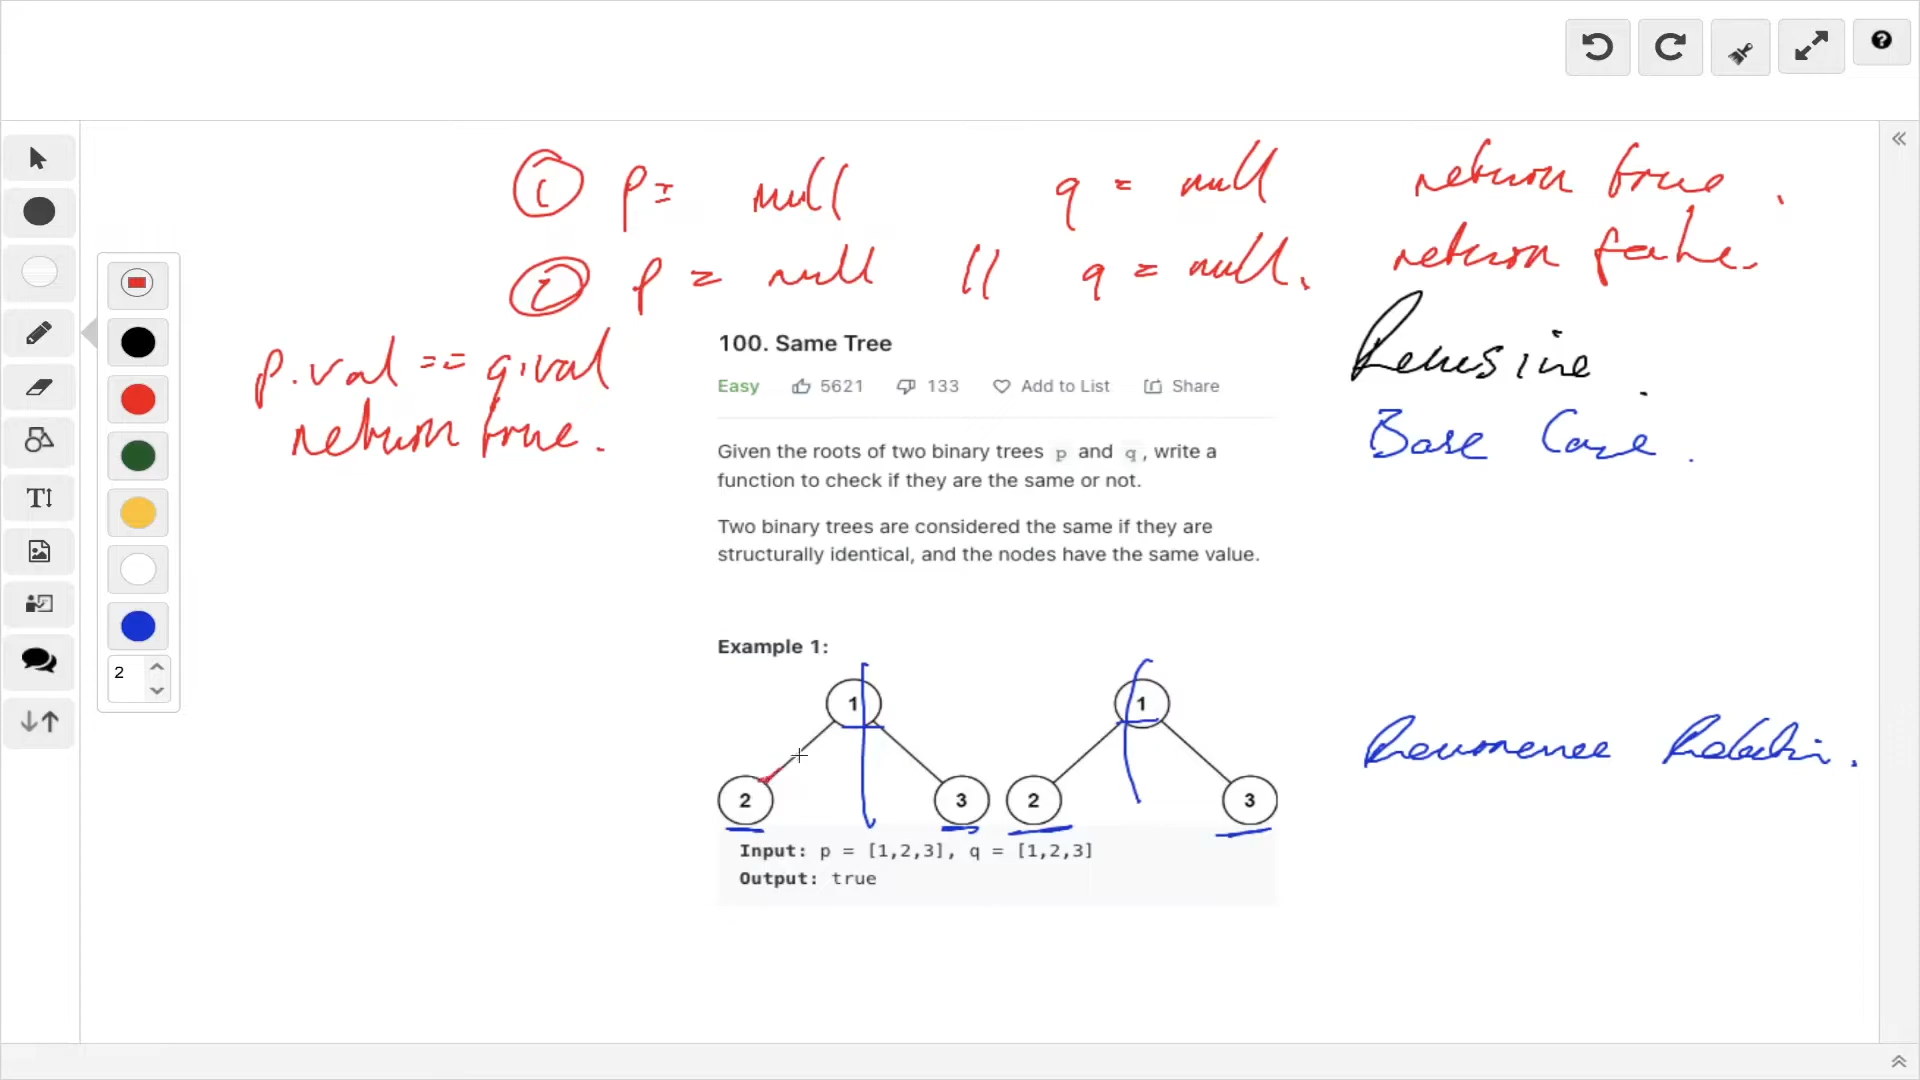 ① p = null q = null return true.
② p = null || q = null. return false.
p.val == q.val
return true.
100. Same Tree
Easy 5621 133 Add to List Share
Given the roots of two binary trees p and q, write a
function to check if they are the same or not.
Two binary trees are considered the same if they are
structurally identical, and the nodes have the same value.
Recursive.
Base Case.
Example 1:
1 1
2 3 2 3
Recurrence Relation.
Input: p = [1,2,3], q = [1,2,3]
Output: true
T
2